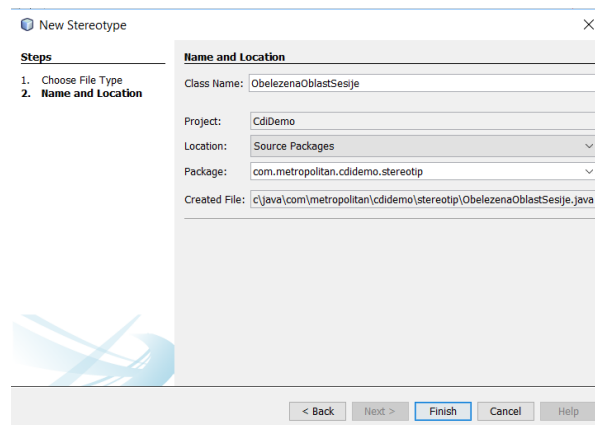 New Stereotype
Steps
1. Choose File Type
2. Name and Location
Name and Location
Class Name: ObelezenaOblastSesije
Project: CdiDemo
Location: Source Packages
Package: com.metropolitan.cdidemo.stereotip
Created File: c\java\com\metropolitan\cdidemo\stereotip\ObelezenaOblastSesije.java
< Back Next > Finish Cancel Help